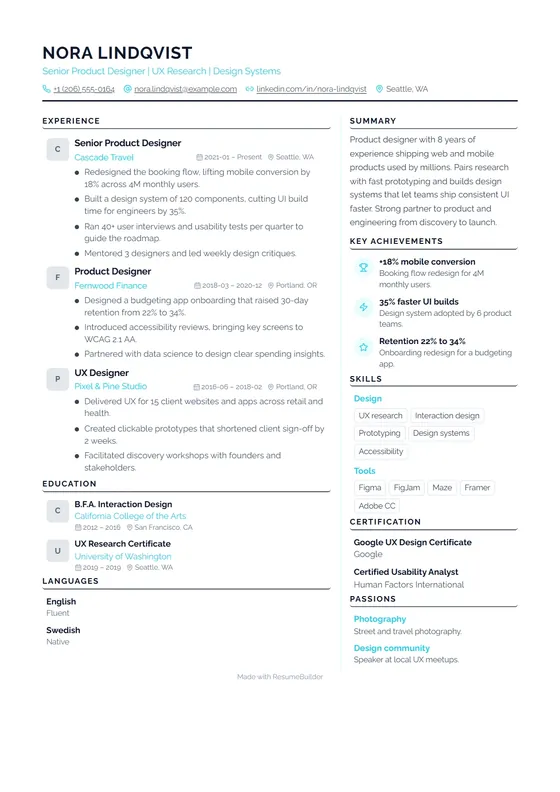 NORA LINDQVIST
Senior Product Designer | UX Research | Design Systems
+1 (206) 555-0164 nora.lindqvist@example.com linkedin.com/in/nora-lindqvist Seattle, WA
EXPERIENCE
C
Senior Product Designer
Cascade Travel 2021-01 – Present Seattle, WA
Redesigned the booking flow, lifting mobile conversion by
18% across 4M monthly users.
Built a design system of 120 components, cutting UI build
time for engineers by 35%.
Ran 40+ user interviews and usability tests per quarter to
guide the roadmap.
Mentored 3 designers and led weekly design critiques.
F
Product Designer
Fernwood Finance 2018-03 – 2020-12 Portland, OR
Designed a budgeting app onboarding that raised 30-day
retention from 22% to 34%.
Introduced accessibility reviews, bringing key screens to
WCAG 2.1 AA.
Partnered with data science to design clear spending insights.
P
UX Designer
Pixel & Pine Studio 2016-06 – 2018-02 Portland, OR
Delivered UX for 15 client websites and apps across retail and
health.
Created clickable prototypes that shortened client sign-off by
2 weeks.
Facilitated discovery workshops with founders and
stakeholders.
EDUCATION
C
B.F.A. Interaction Design
California College of the Arts
2012 – 2016 San Francisco, CA
U
UX Research Certificate
University of Washington
2019 – 2019 Seattle, WA
LANGUAGES
English
Fluent
Swedish
Native
SUMMARY
Product designer with 8 years of
experience shipping web and mobile
products used by millions. Pairs research
with fast prototyping and builds design
systems that let teams ship consistent UI
faster. Strong partner to product and
engineering from discovery to launch.
KEY ACHIEVEMENTS
+18% mobile conversion
Booking flow redesign for 4M
monthly users.
35% faster UI builds
Design system adopted by 6 product
teams.
Retention 22% to 34%
Onboarding redesign for a budgeting
app.
SKILLS
Design
UX research Interaction design
Prototyping Design systems
Accessibility
Tools
Figma FigJam Maze Framer
Adobe CC
CERTIFICATION
Google UX Design Certificate
Google
Certified Usability Analyst
Human Factors International
PASSIONS
Photography
Street and travel photography.
Design community
Speaker at local UX meetups.
Made with ResumeBuilder